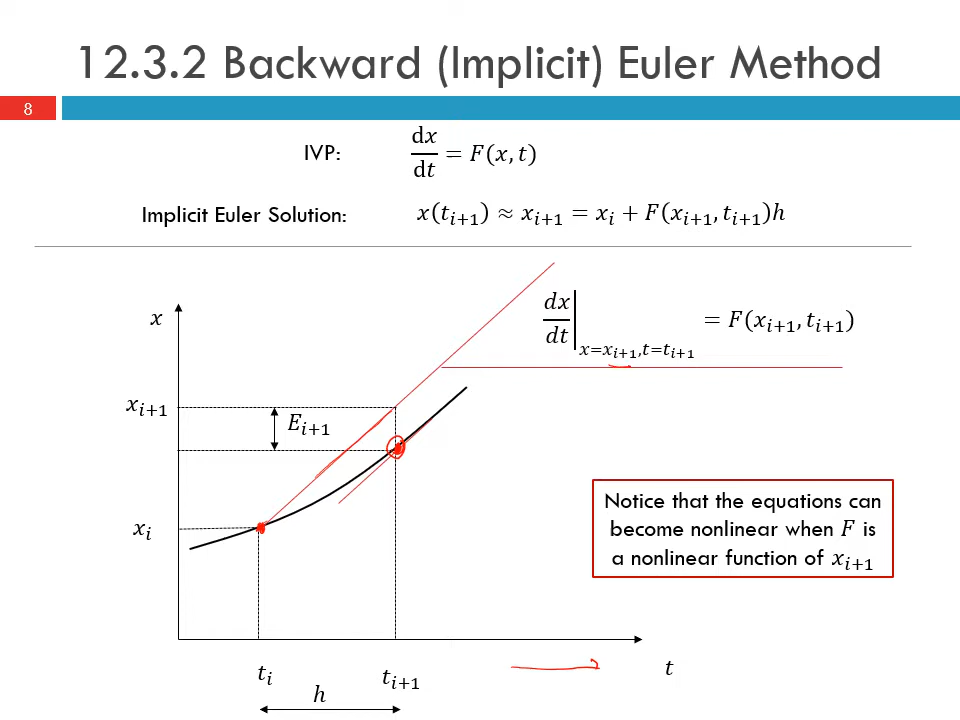 12.3.2 Backward (Implicit) Euler Method
8
IVP: dx/dt = F(x, t)
Implicit Euler Solution: x(t_{i+1}) ≈ x_{i+1} = x_i + F(x_{i+1}, t_{i+1})h
x
dx/dt|_{x=x_{i+1},t=t_{i+1}} = F(x_{i+1}, t_{i+1})
x_{i+1}
E_{i+1}
x_i
Notice that the equations can
become nonlinear when F is
a nonlinear function of x_{i+1}
t_i
t_{i+1}
t
h